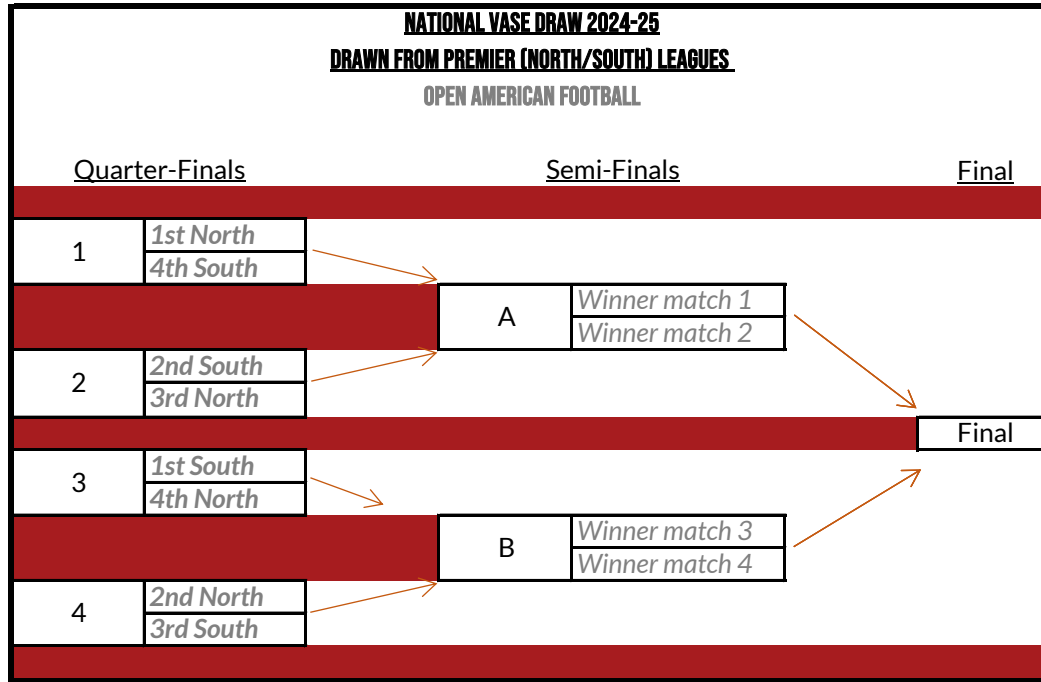 NATIONAL VASE DRAW 2024-25
DRAWN FROM PREMIER (NORTH/SOUTH) LEAGUES
OPEN AMERICAN FOOTBALL
Quarter-Finals Semi-Finals Final
1
1st North
4th South
A
Winner match 1
Winner match 2
2
2nd South
3rd North
Final
3
1st South
4th North
B
Winner match 3
Winner match 4
4
2nd North
3rd South